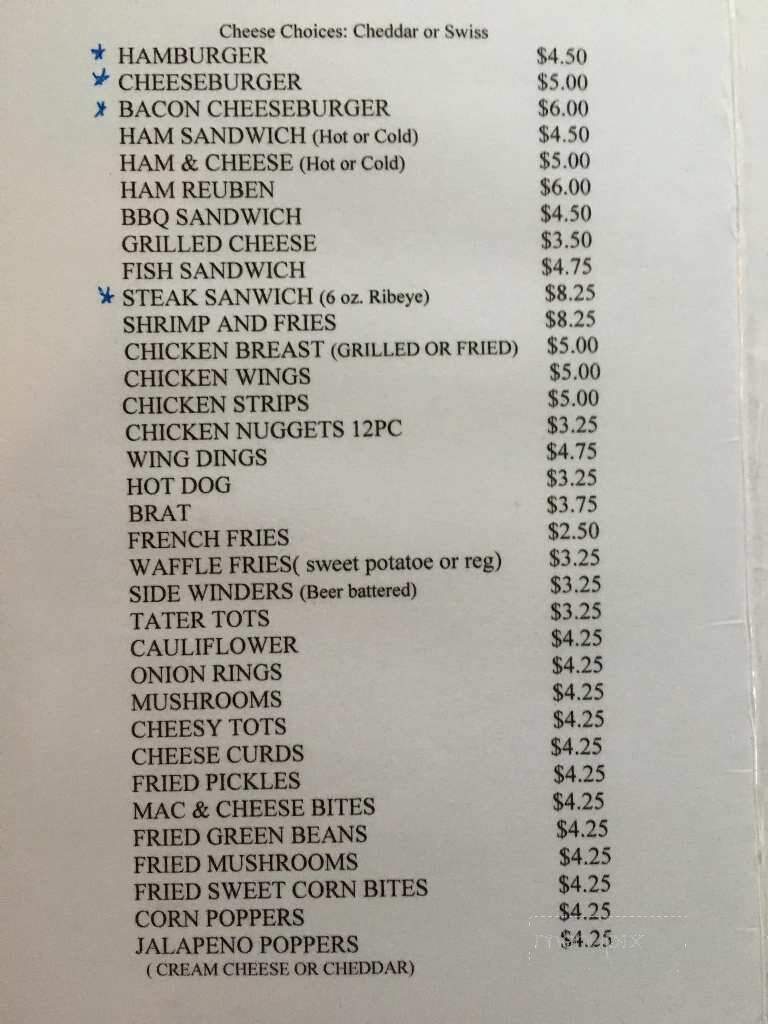 Cheese Choices: Cheddar or Swiss
* HAMBURGER $4.50
* CHEESEBURGER $5.00
* BACON CHEESEBURGER $6.00
HAM SANDWICH (Hot or Cold) $4.50
HAM & CHEESE (Hot or Cold) $5.00
HAM REUBEN $6.00
BBQ SANDWICH $4.50
GRILLED CHEESE $3.50
FISH SANDWICH $4.75
* STEAK SANWICH (6 oz. Ribeye) $8.25
SHRIMP AND FRIES $8.25
CHICKEN BREAST (GRILLED OR FRIED) $5.00
CHICKEN WINGS $5.00
CHICKEN STRIPS $5.00
CHICKEN NUGGETS 12PC $3.25
WING DINGS $4.75
HOT DOG $3.25
BRAT $3.75
FRENCH FRIES $2.50
WAFFLE FRIES( sweet potatoe or reg) $3.25
SIDE WINDERS (Beer battered) $3.25
TATER TOTS $3.25
CAULIFLOWER $4.25
ONION RINGS $4.25
MUSHROOMS $4.25
CHEESY TOTS $4.25
CHEESE CURDS $4.25
FRIED PICKLES $4.25
MAC & CHEESE BITES $4.25
FRIED GREEN BEANS $4.25
FRIED MUSHROOMS $4.25
FRIED SWEET CORN BITES $4.25
CORN POPPERS $4.25
JALAPENO POPPERS $4.25
( CREAM CHEESE OR CHEDDAR)